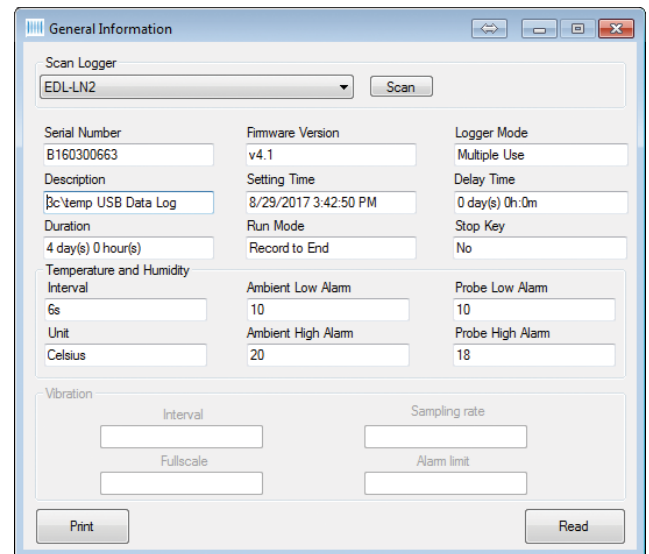 General Information
Scan Logger
EDL-LN2 Scan
Serial Number Firmware Version Logger Mode
B160300663 v4.1 Multiple Use
Description Setting Time Delay Time
3c\temp USB Data Log 8/29/2017 3:42:50 PM 0 day(s) 0h:0m
Duration Run Mode Stop Key
4 day(s) 0 hour(s) Record to End No
Temperature and Humidity
Interval Ambient Low Alarm Probe Low Alarm
6s 10 10
Unit Ambient High Alarm Probe High Alarm
Celsius 20 18
Vibration
Interval Sampling rate
Fullscale Alarm limit
Print Read